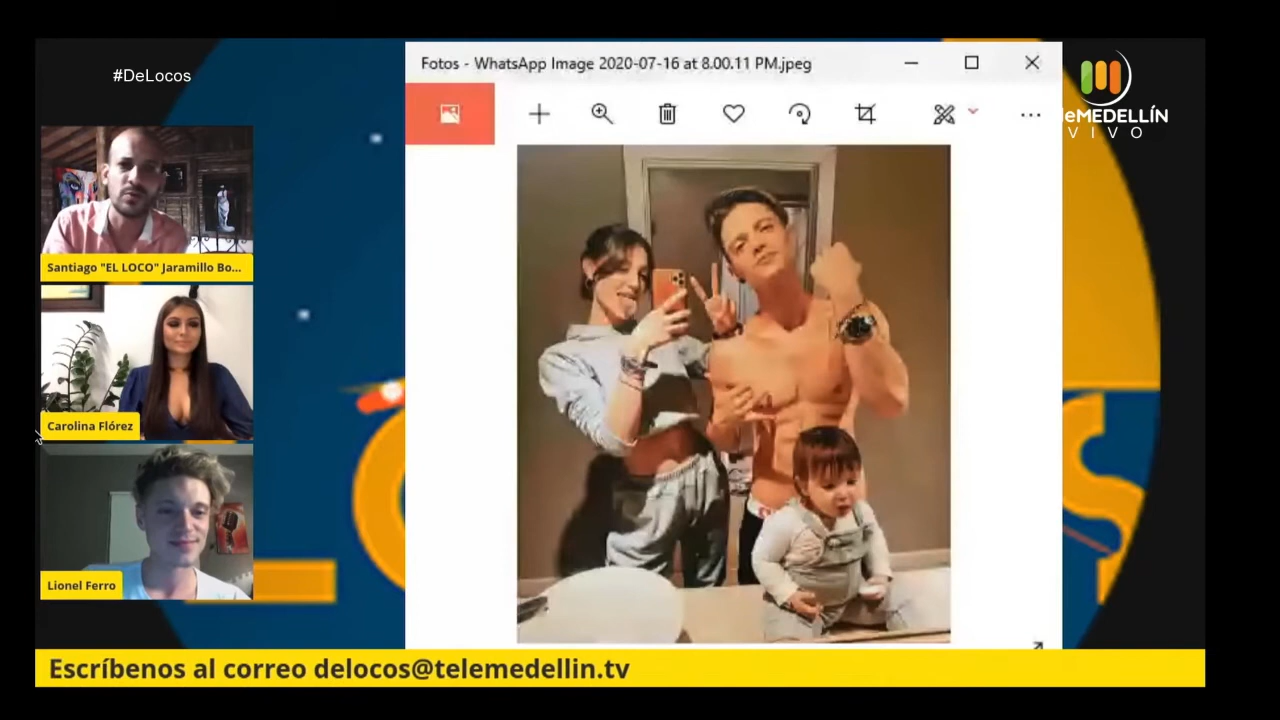 #DeLocos
Fotos - WhatsApp Image 2020-07-16 at 8.00.11 PM.jpeg
eMEDELLÍN
VIVO
Santiago "EL LOCO" Jaramillo Bo...
Carolina Flórez
Lionel Ferro
Escríbenos al correo delocos@telemedellin.tv